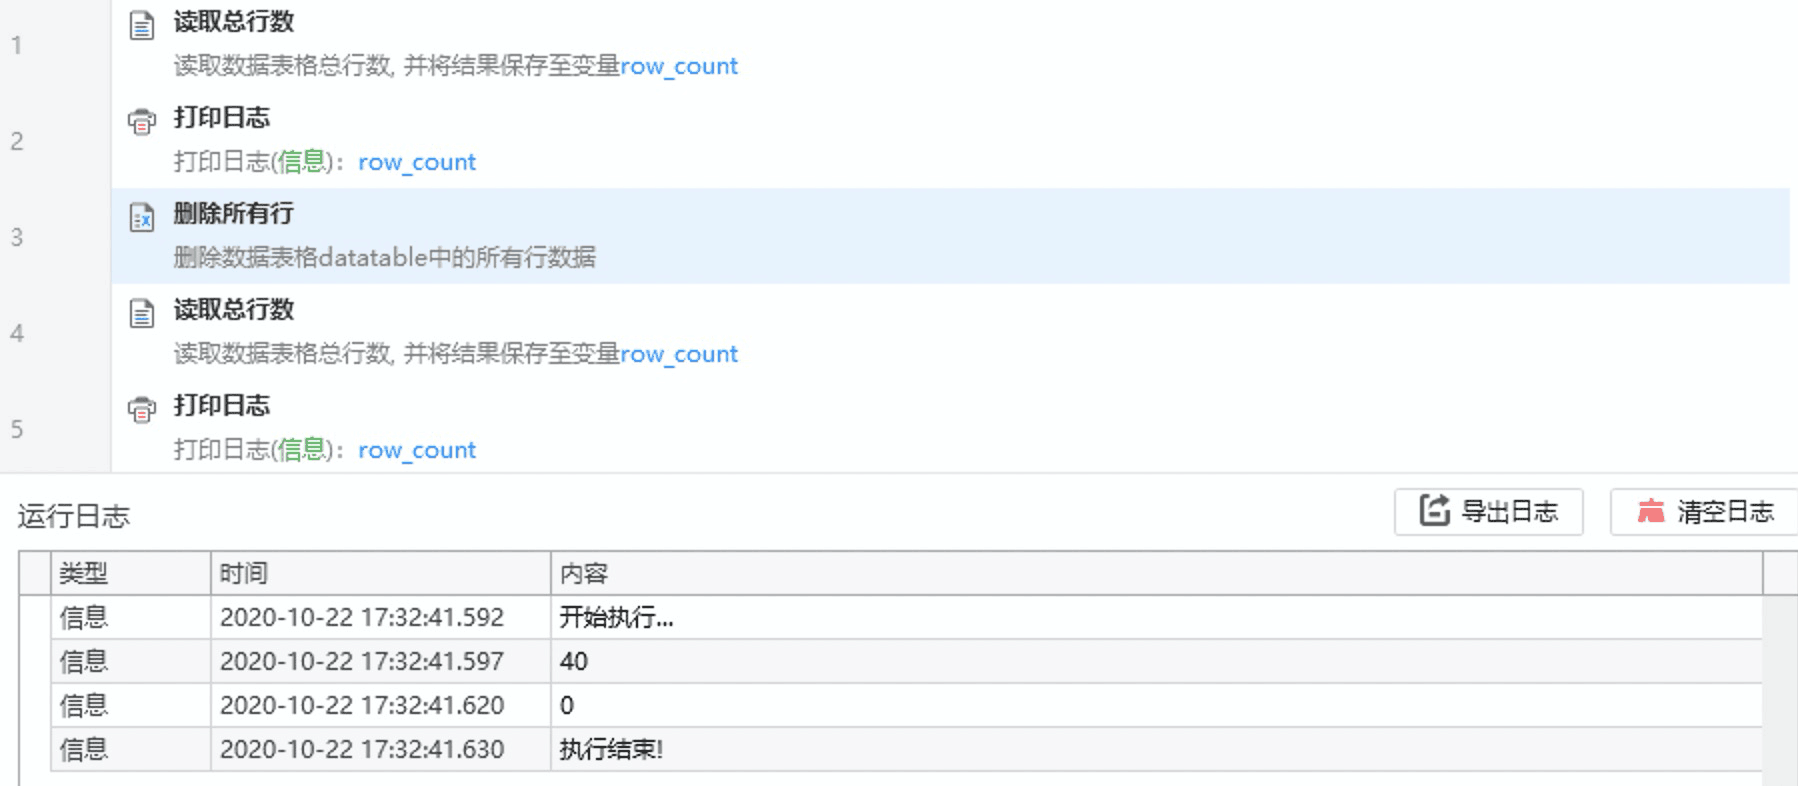 1
读取总行数
读取数据表格总行数, 并将结果保存至变量row_count
2
打印日志
打印日志(信息)： row_count
3
删除所有行
删除数据表格datatable中的所有行数据
4
读取总行数
读取数据表格总行数, 并将结果保存至变量row_count
5
打印日志
打印日志(信息)： row_count
运行日志 导出日志 清空日志
类型 时间 内容
信息 2020-10-22 17:32:41.592 开始执行...
信息 2020-10-22 17:32:41.597 40
信息 2020-10-22 17:32:41.620 0
信息 2020-10-22 17:32:41.630 执行结束!